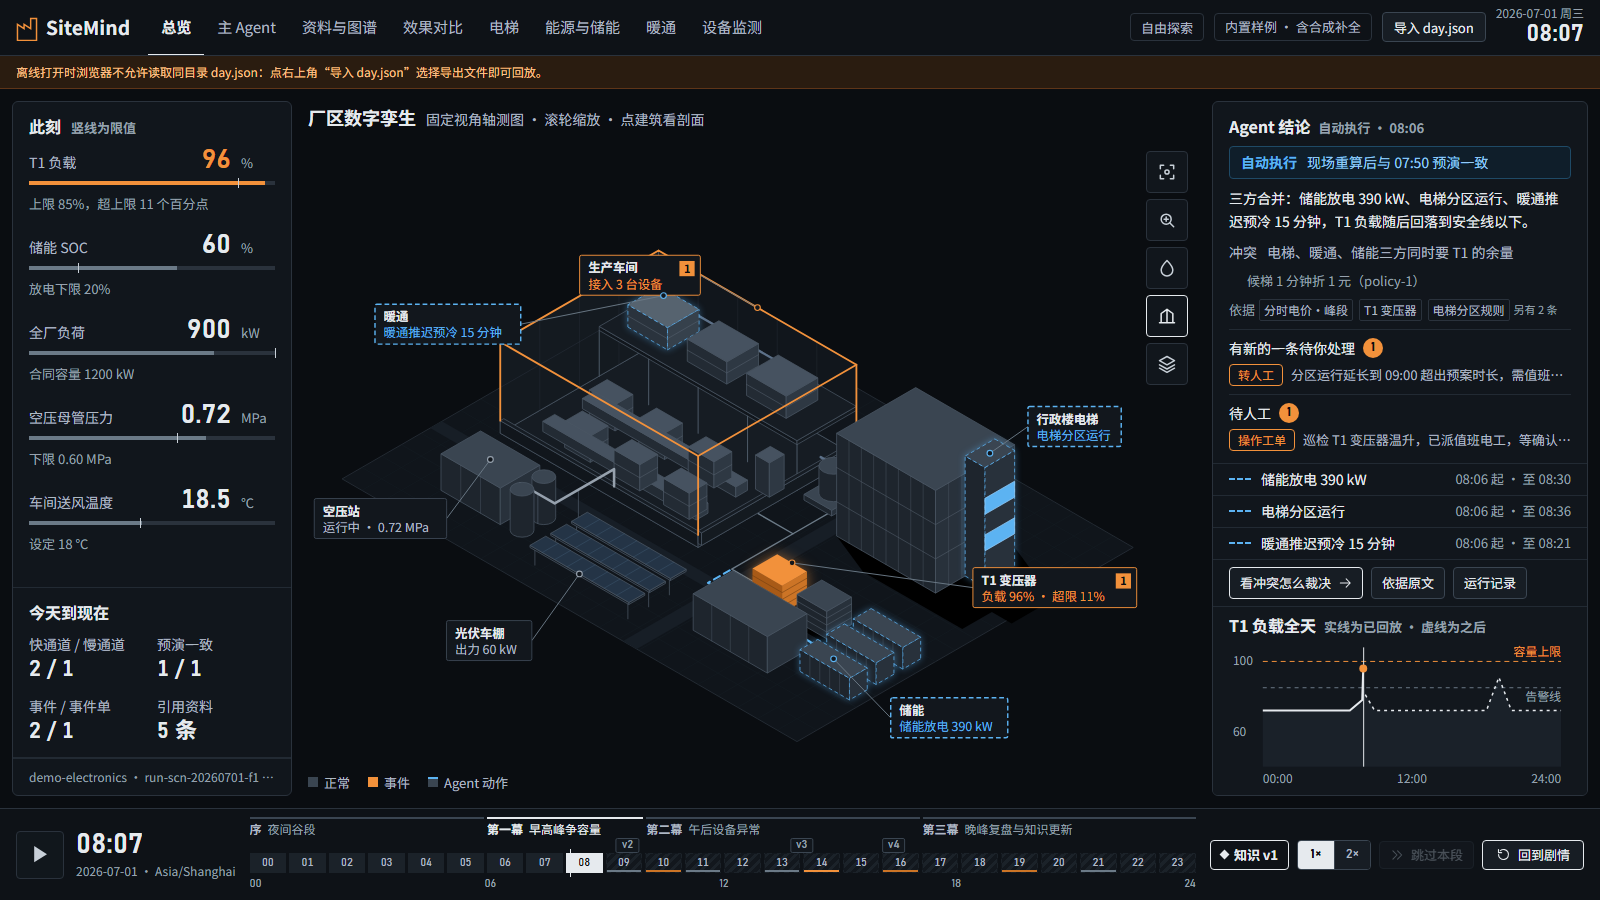 SiteMind
总览 主 Agent 资料与图谱 效果对比 电梯 能源与储能 暖通 设备监测
自由探索 内置样例 · 含合成补全 导入 day.json
2026-07-01 周三
08:07
离线打开时浏览器不允许读取同目录 day.json：点右上角“导入 day.json”选择导出文件即可回放。
此刻 竖线为限值
T1 负载 96 %
上限 85%，超上限 11 个百分点
储能 SOC 60 %
放电下限 20%
全厂负荷 900 kW
合同容量 1200 kW
空压母管压力 0.72 MPa
下限 0.60 MPa
车间送风温度 18.5 °C
设定 18 °C
今天到现在
快通道 / 慢通道 预演一致
2 / 1 1 / 1
事件 / 事件单 引用资料
2 / 1 5 条
demo-electronics · run-scn-20260701-f1 ···
厂区数字孪生 固定视角轴测图 · 滚轮缩放 · 点建筑看剖面
生产车间 1
接入 3 台设备
暖通
暖通推迟预冷 15 分钟
行政楼电梯
电梯分区运行
空压站
运行中 · 0.72 MPa
T1 变压器 1
负载 96% · 超限 11%
光伏车棚
出力 60 kW
储能
储能放电 390 kW
正常 事件 Agent 动作
Agent 结论 自动执行 · 08:06
自动执行 现场重算后与 07:50 预演一致
三方合并：储能放电 390 kW、电梯分区运行、暖通推
迟预冷 15 分钟，T1 负载随后回落到安全线以下。
冲突 电梯、暖通、储能三方同时要 T1 的余量
候梯 1 分钟折 1 元（policy-1）
依据 分时电价 · 峰段 T1 变压器 电梯分区规则 另有 2 条
有新的一条待你处理 1
转人工 分区运行延长到 09:00 超出预案时长，需值班···
待人工 1
操作工单 巡检 T1 变压器温升，已派值班电工，等确认···
储能放电 390 kW 08:06 起 · 至 08:30
电梯分区运行 08:06 起 · 至 08:36
暖通推迟预冷 15 分钟 08:06 起 · 至 08:21
看冲突怎么裁决 → 依据原文 运行记录
T1 负载全天 实线为已回放 · 虚线为之后
容量上限
100
告警线
60
00:00 12:00 24:00
08:07
2026-07-01 · Asia/Shanghai
序 夜间谷段 第一幕 早高峰争容量 第二幕 午后设备异常 第三幕 晚峰复盘与知识更新
v2 v3 v4
00 01 02 03 04 05 06 07 08 09 10 11 12 13 14 15 16 17 18 19 20 21 22 23
00 06 12 18 24
知识 v1 1× 2× 跳过本段 回到剧情